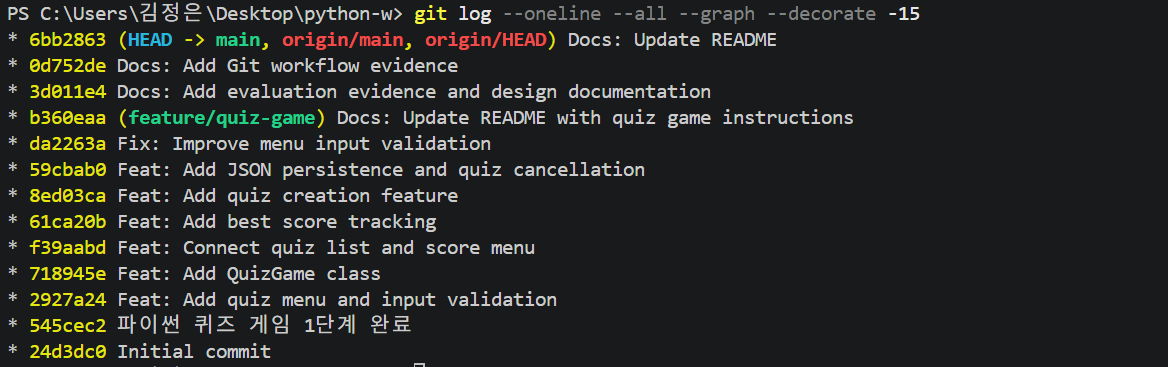 PS C:\Users\김정은\Desktop\python-w> git log --oneline --all --graph --decorate -15
* 6bb2863 (HEAD -> main, origin/main, origin/HEAD) Docs: Update README
* 0d752de Docs: Add Git workflow evidence
* 3d011e4 Docs: Add evaluation evidence and design documentation
* b360eaa (feature/quiz-game) Docs: Update README with quiz game instructions
* da2263a Fix: Improve menu input validation
* 59cbab0 Feat: Add JSON persistence and quiz cancellation
* 8ed03ca Feat: Add quiz creation feature
* 61ca20b Feat: Add best score tracking
* f39aabd Feat: Connect quiz list and score menu
* 718945e Feat: Add QuizGame class
* 2927a24 Feat: Add quiz menu and input validation
* 545cec2 파이썬 퀴즈 게임 1단계 완료
* 24d3dc0 Initial commit